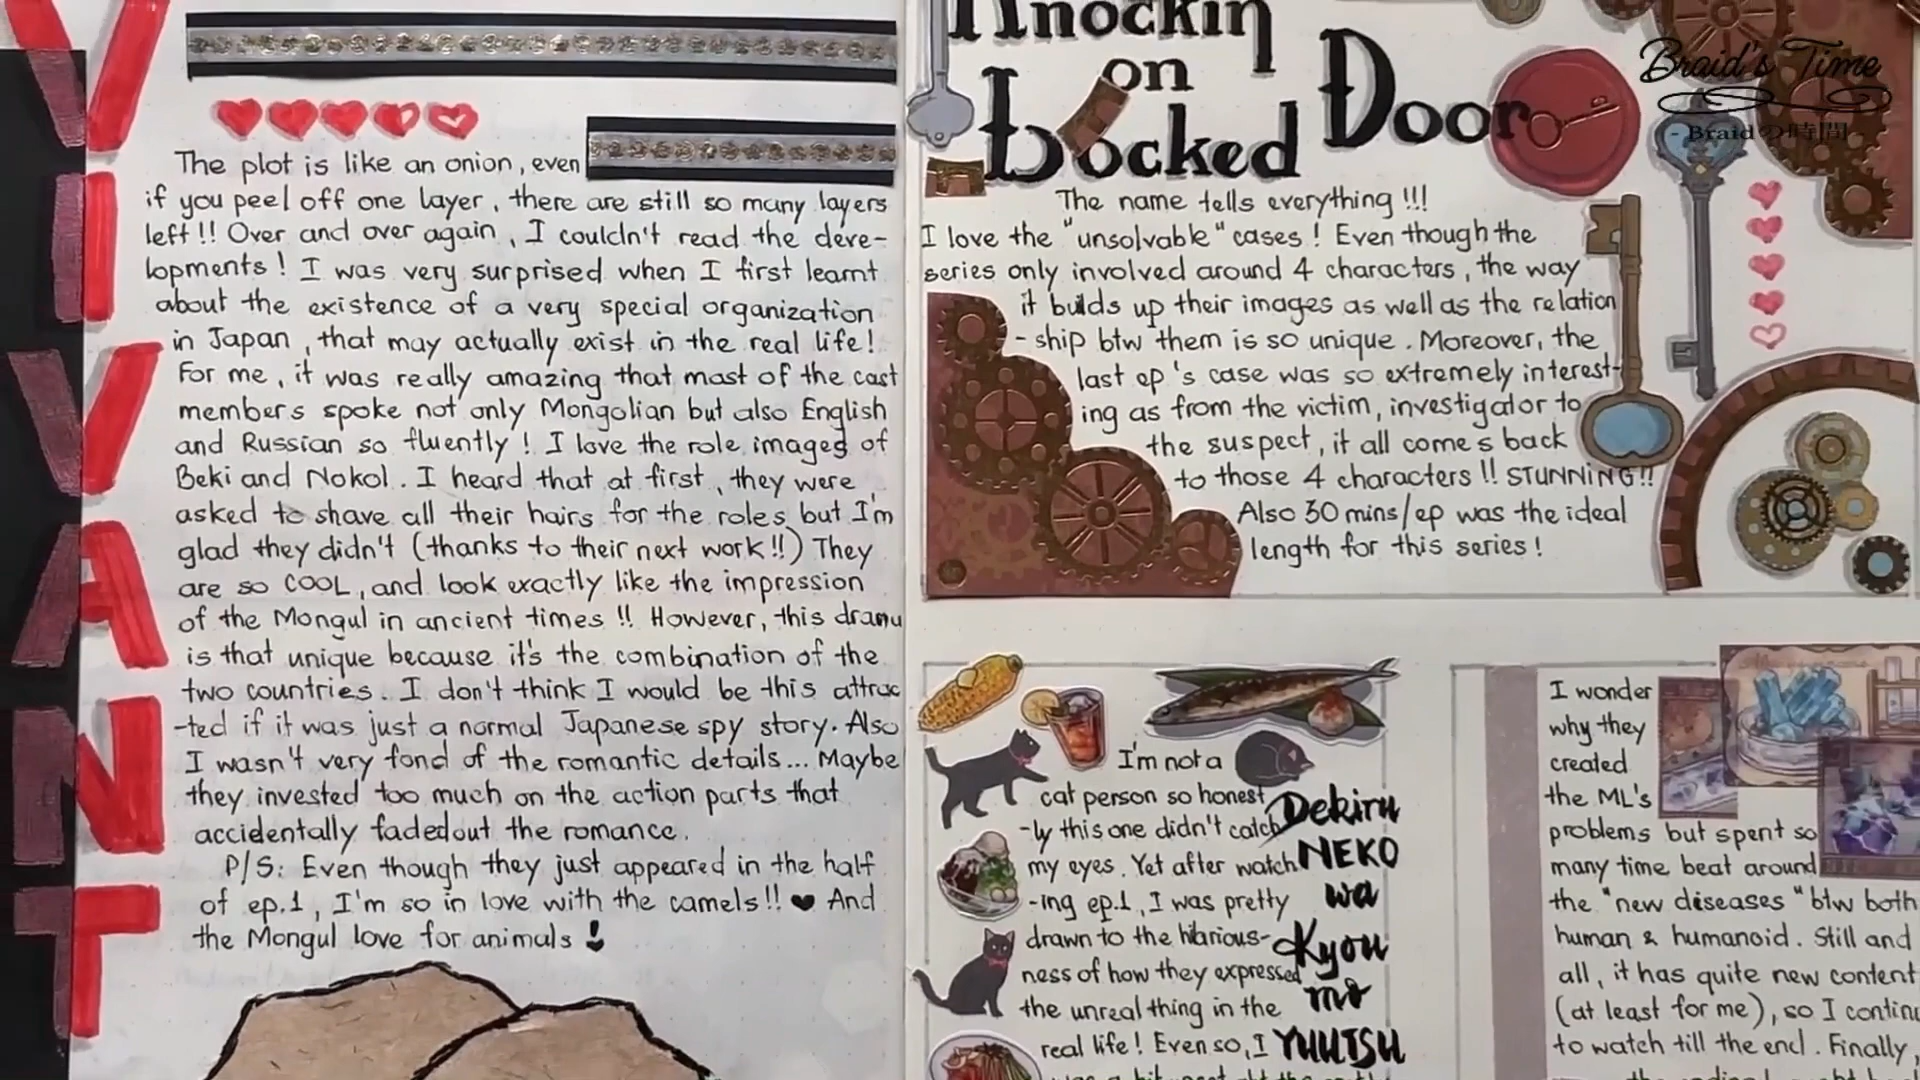 VIVANT
The plot is like an onion, even
if you peel off one layer, there are still so many layers
left!! Over and over again, I couldn't read the deve-
lopments! I was very surprised when I first learnt
about the existence of a very special organization
in Japan, that may actually exist in the real life!
For me, it was really amazing that most of the cast
members spoke not only Mongolian but also English
and Russian so fluently! I love the role images of
Beki and Nokol. I heard that at first, they were
asked to shave all their hairs for the roles but I'm
glad they didn't (thanks to their next work!!) They
are so COOL, and look exactly like the impression
of the Mongul in ancient times!! However, this drama
is that unique because it's the combination of the
two countries. I don't think I would be this attrac
-ted if it was just a normal Japanese spy story. Also
I wasn't very fond of the romantic details... Maybe
they invested too much on the action parts that
accidentally faded out the romance.
P/S: Even though they just appeared in the half
of ep.1, I'm so in love with the camels!! ♥ And
the Mongul love for animals !
Knockin
on
Locked Door
The name tells everything!!!
I love the "unsolvable" cases! Even though the
series only involved around 4 characters, the way
it builds up their images as well as the relation
- ship btw them is so unique. Moreover, the
last ep's case was so extremely interest-
ing as from the victim, investigator to
the suspect, it all comes back
to those 4 characters!! STUNNING!!
Also 30 mins/ep was the ideal
length for this series!
Braid's Time
- Braidの時間 -
I'm not a
cat person so honest
-ly this one didn't catch
my eyes. Yet after watch
-ing ep.1, I was pretty
drawn to the hilarious-
ness of how they expressed
the unreal thing in the
real life! Even so, I
Dekiru
NEKO
wa
Kyou
mo
YUUTSU
I wonder
why they
created
the ML's
problems but spent so
many time beat around
the "new diseases" btw both
human & humanoid. Still and
all, it has quite new content
(at least for me), so I continu
to watch till the end. Finally,